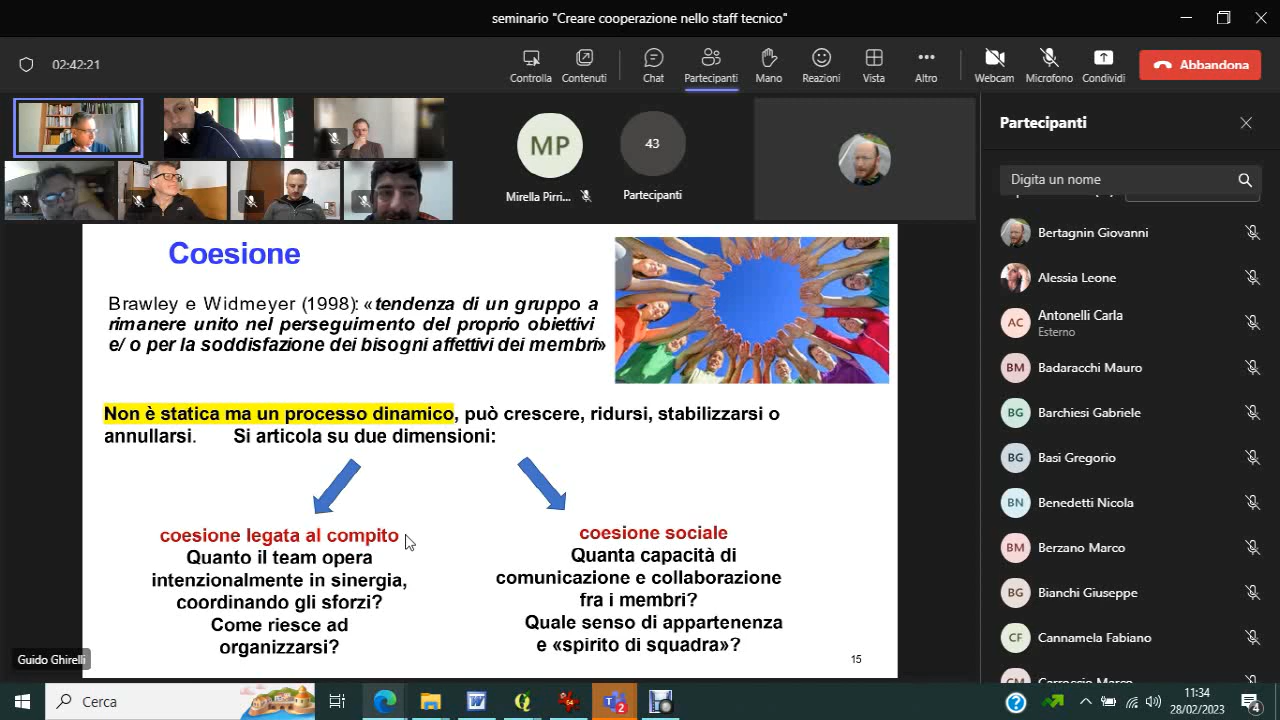 seminario "Creare cooperazione nello staff tecnico"
02:42:21
Controlla
Contenuti
Chat
Partecipanti
Mano
Reazioni
Vista
Altro
Webcam
Microfono
Condividi
Abbandona
MP
Mirella Pirri...
43
Partecipanti
Coesione
Brawley e Widmeyer (1998): «tendenza di un gruppo a
rimanere unito nel perseguimento del proprio obiettivi
e/ o per la soddisfazione dei bisogni affettivi dei membri»
Non è statica ma un processo dinamico, può crescere, ridursi, stabilizzarsi o
annullarsi. Si articola su due dimensioni:
coesione legata al compito
Quanto il team opera
intenzionalmente in sinergia,
coordinando gli sforzi?
Come riesce ad
organizzarsi?
coesione sociale
Quanta capacità di
comunicazione e collaborazione
fra i membri?
Quale senso di appartenenza
e «spirito di squadra»?
15
Guido Ghirelli
Partecipanti
Digita un nome
Bertagnin Giovanni
Alessia Leone
AC
Antonelli Carla
Esterno
BM
Badaracchi Mauro
BG
Barchiesi Gabriele
BG
Basi Gregorio
BN
Benedetti Nicola
BM
Berzano Marco
BG
Bianchi Giuseppe
CF
Cannamela Fabiano
Cerca
2
11:34
28/02/2023
4